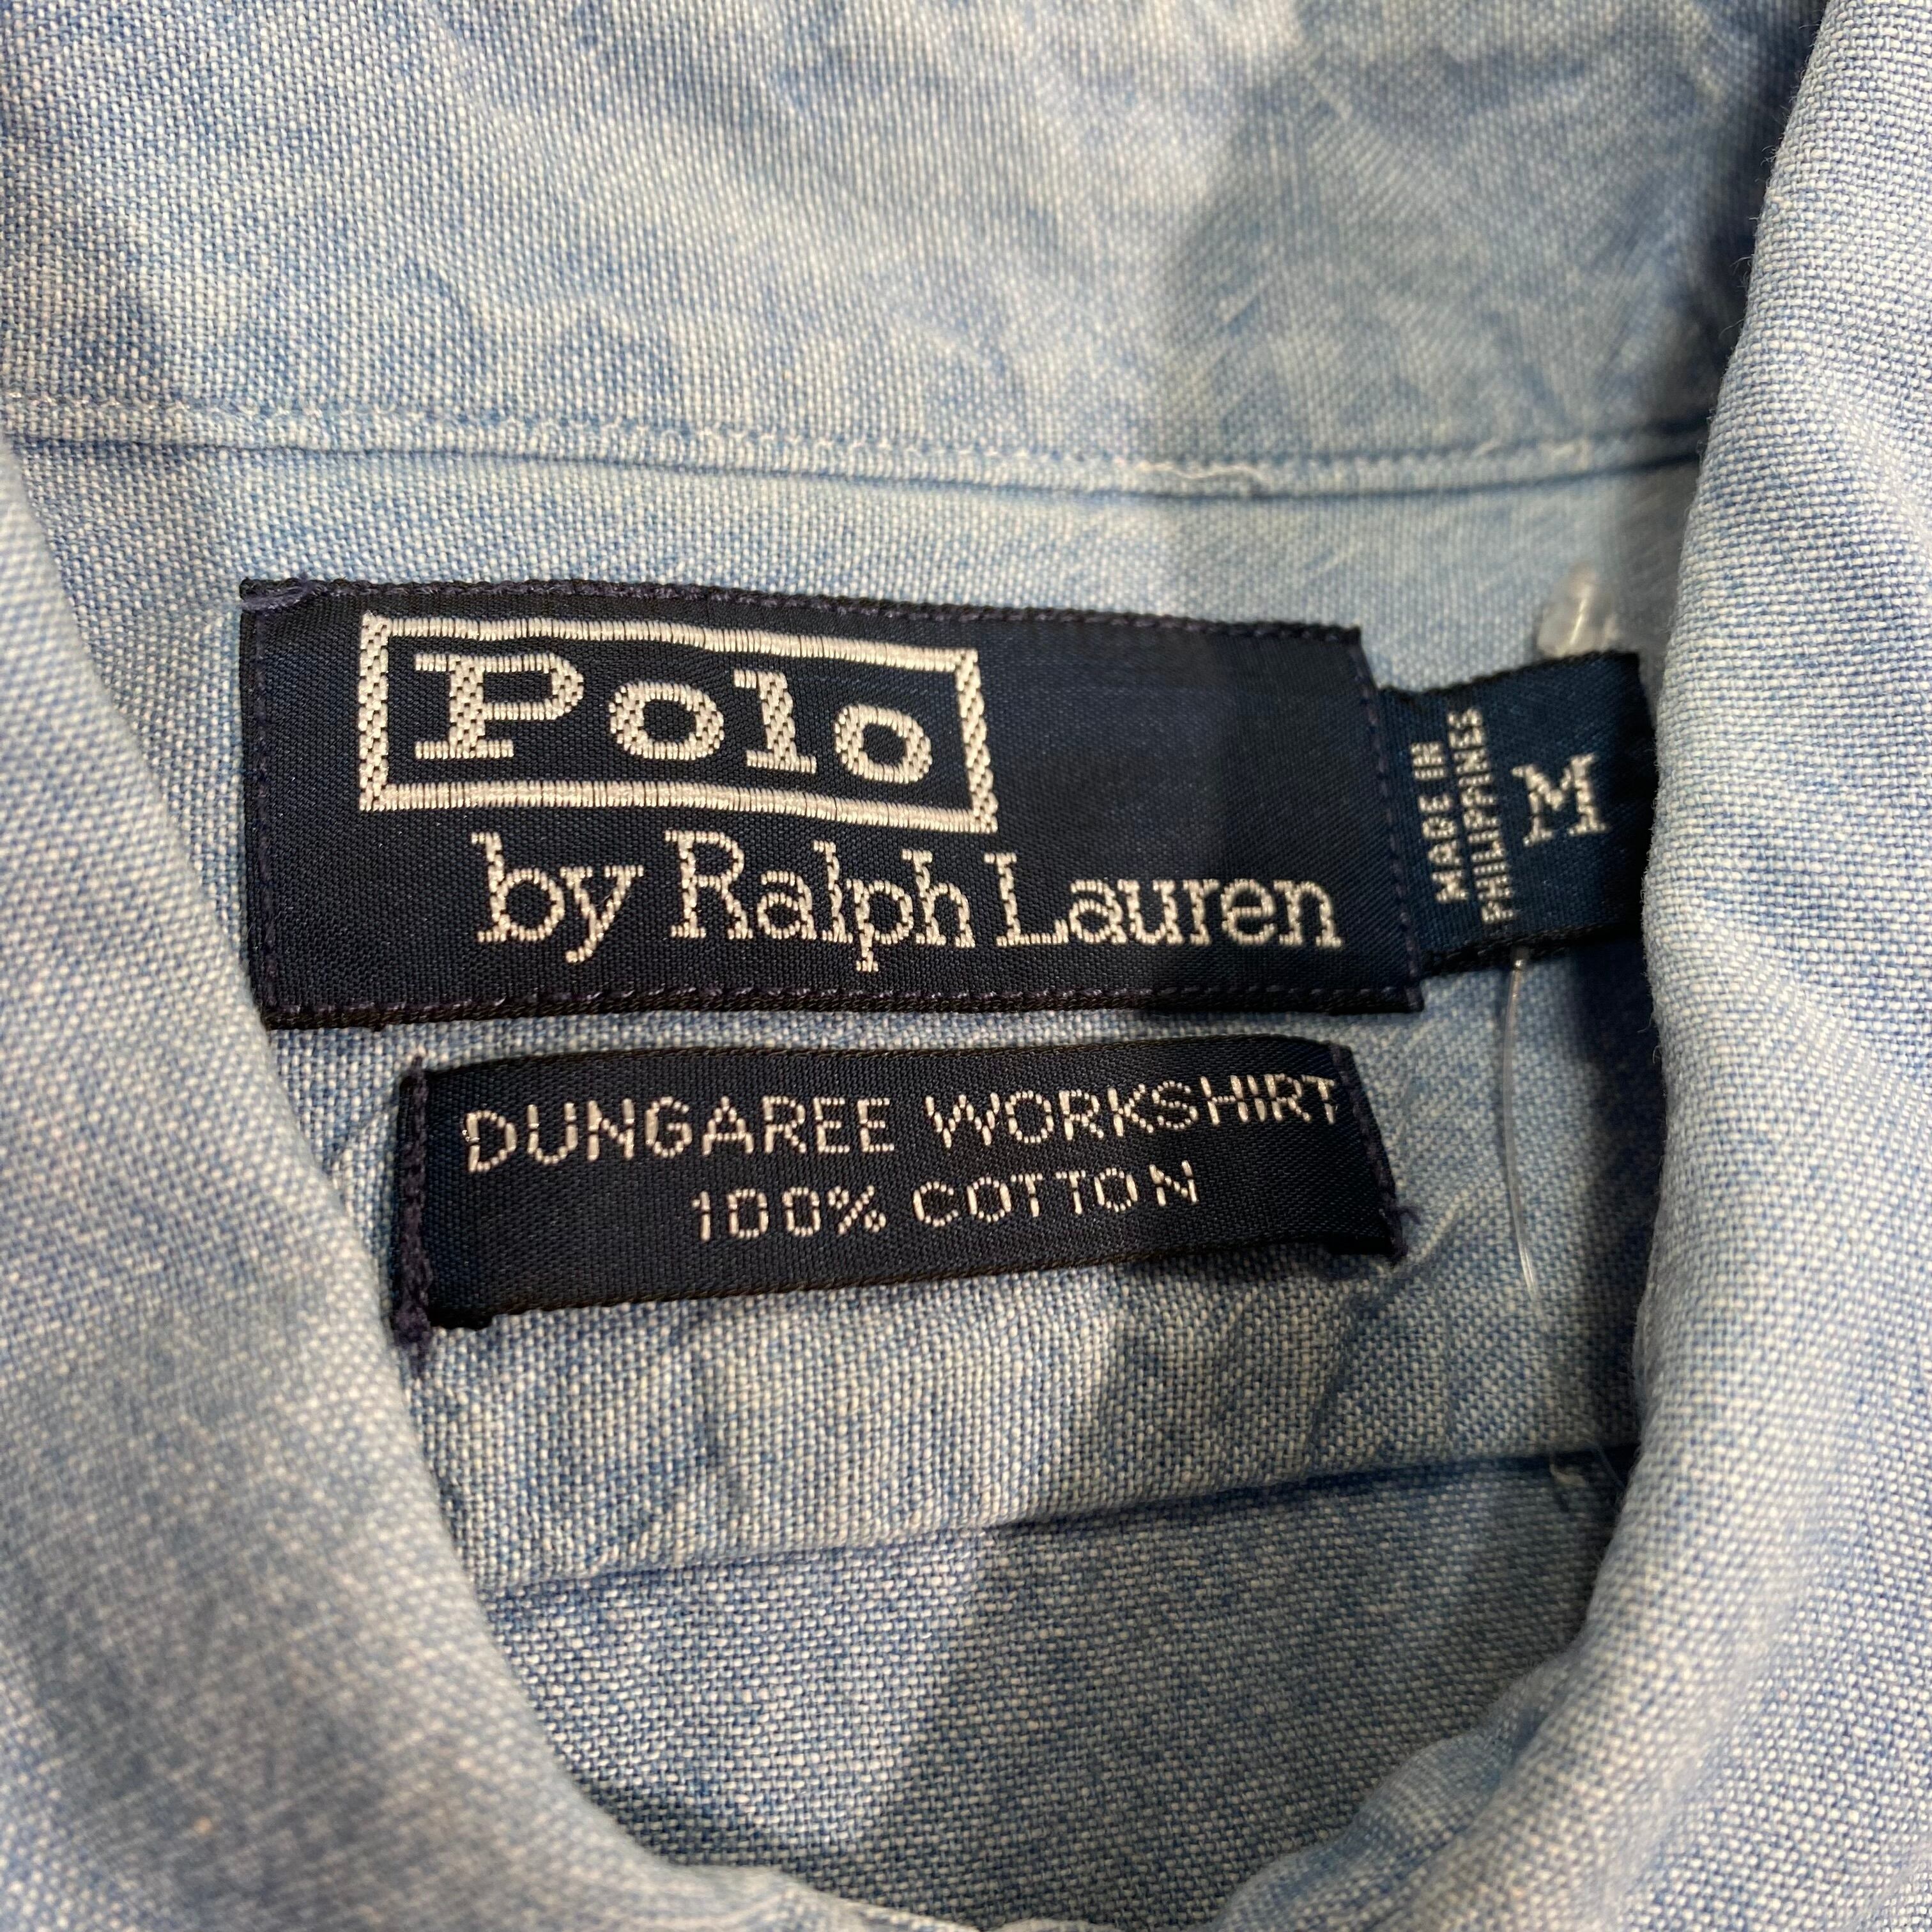 Polo
by Ralph Lauren
MADE IN
PHILIPPINES
M
DUNGAREE WORKSHIRT
100% COTTON